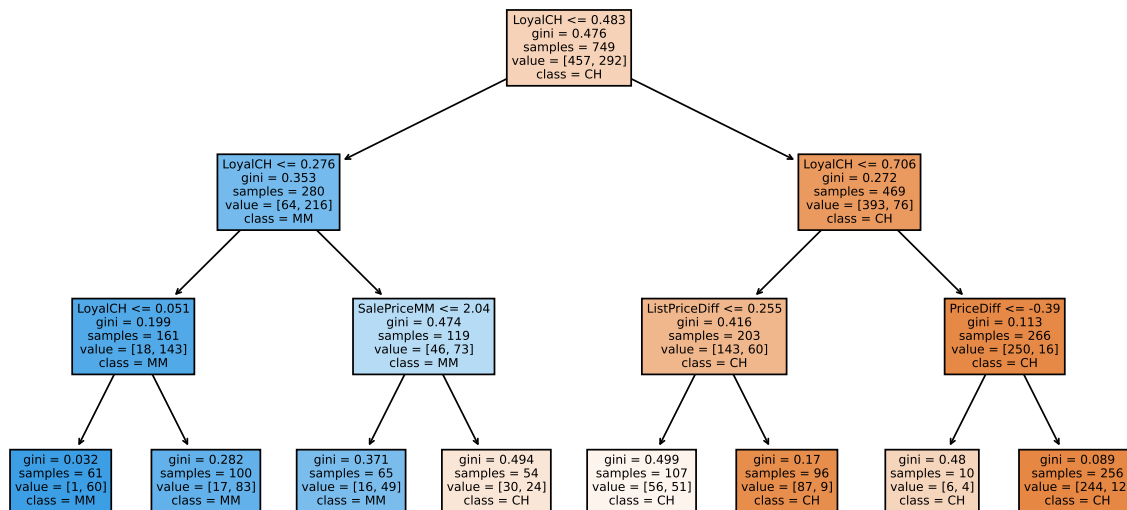 LoyalCH <= 0.483
gini = 0.476
samples = 749
value = [457, 292]
class = CH
LoyalCH <= 0.276
gini = 0.353
samples = 280
value = [64, 216]
class = MM
LoyalCH <= 0.706
gini = 0.272
samples = 469
value = [393, 76]
class = CH
LoyalCH <= 0.051
gini = 0.199
samples = 161
value = [18, 143]
class = MM
SalePriceMM <= 2.04
gini = 0.474
samples = 119
value = [46, 73]
class = MM
ListPriceDiff <= 0.255
gini = 0.416
samples = 203
value = [143, 60]
class = CH
PriceDiff <= -0.39
gini = 0.113
samples = 266
value = [250, 16]
class = CH
gini = 0.032
samples = 61
value = [1, 60]
class = MM
gini = 0.282
samples = 100
value = [17, 83]
class = MM
gini = 0.371
samples = 65
value = [16, 49]
class = MM
gini = 0.494
samples = 54
value = [30, 24]
class = CH
gini = 0.499
samples = 107
value = [56, 51]
class = CH
gini = 0.17
samples = 96
value = [87, 9]
class = CH
gini = 0.48
samples = 10
value = [6, 4]
class = CH
gini = 0.089
samples = 256
value = [244, 12
class = CH